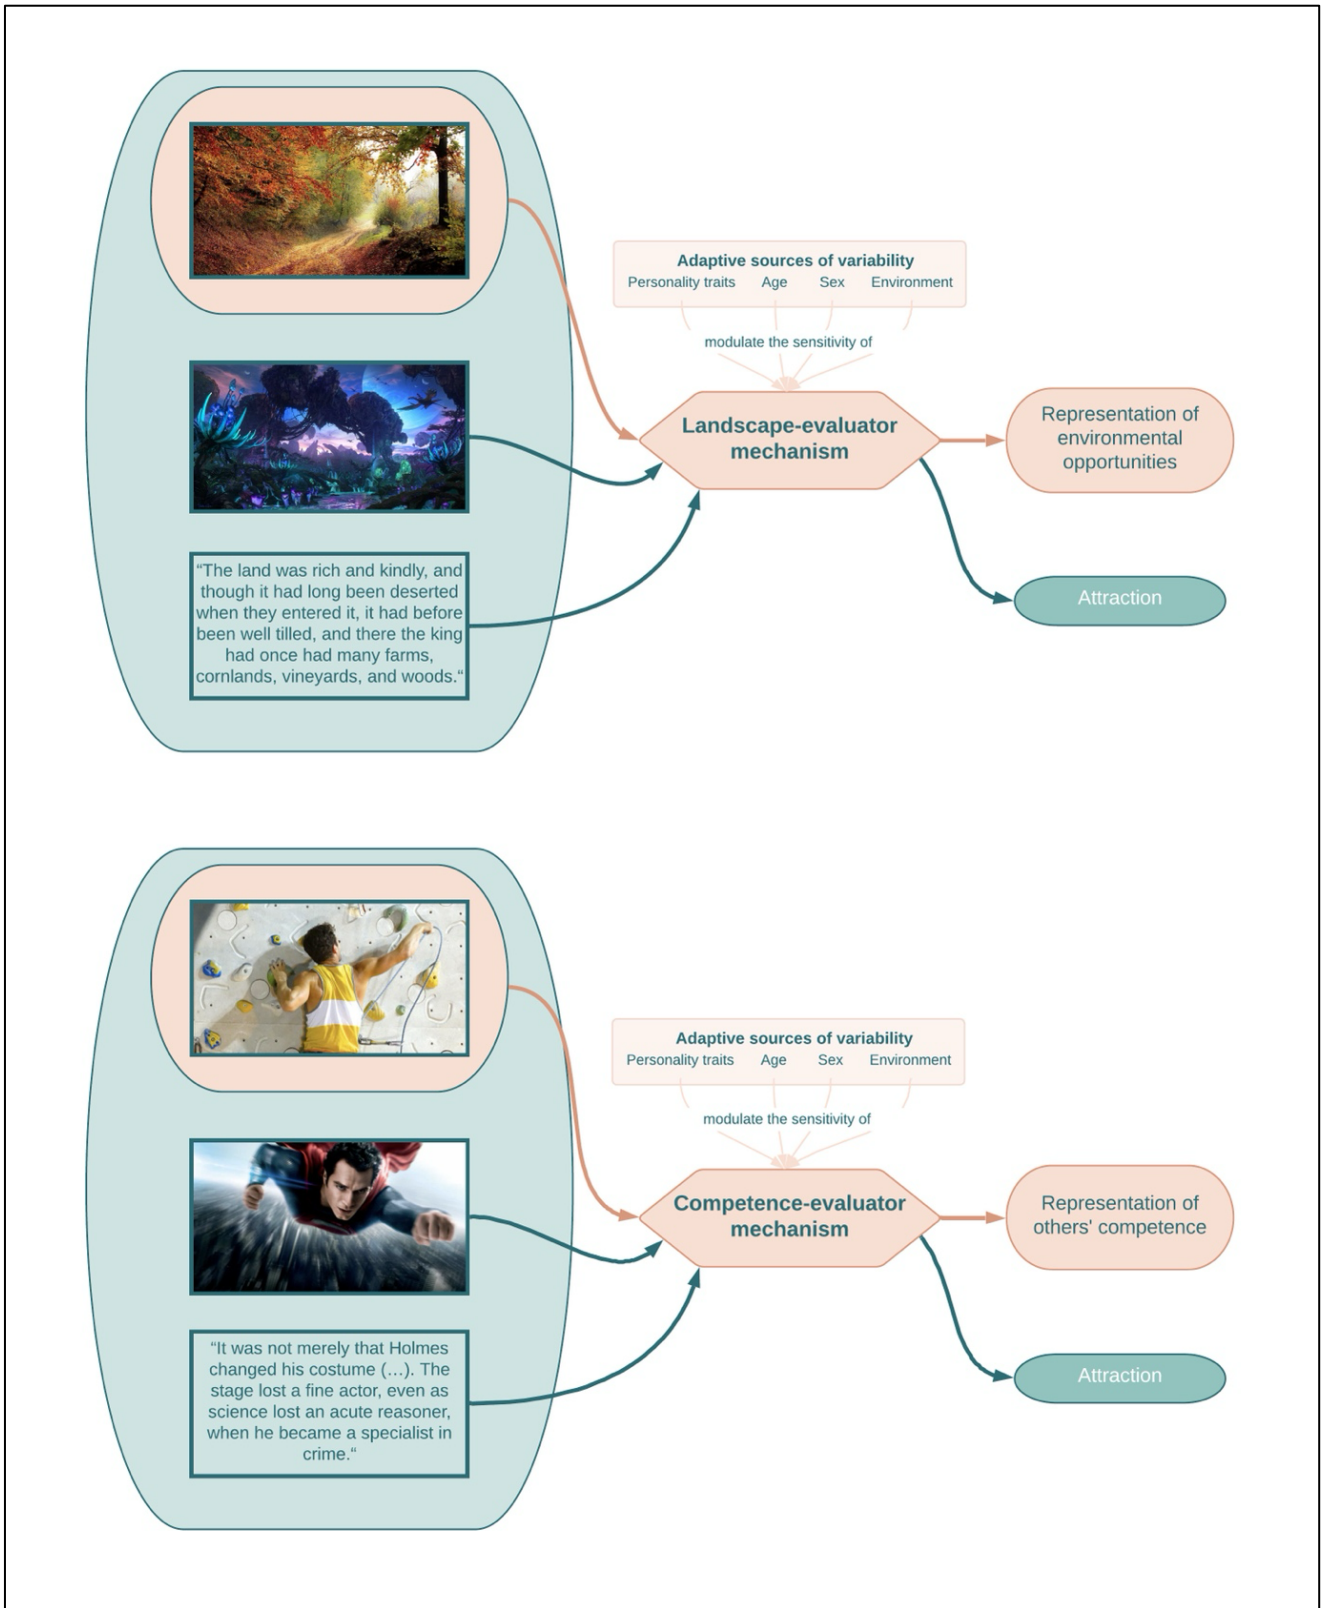 Adaptive sources of variability
Personality traits Age Sex Environment
modulate the sensitivity of
Landscape-evaluator
mechanism
Representation of
environmental
opportunities
Attraction
“The land was rich and kindly, and
though it had long been deserted
when they entered it, it had before
been well tilled, and there the king
had once had many farms,
cornlands, vineyards, and woods.“
Adaptive sources of variability
Personality traits Age Sex Environment
modulate the sensitivity of
Competence-evaluator
mechanism
Representation of
others' competence
Attraction
“It was not merely that Holmes
changed his costume (...). The
stage lost a fine actor, even as
science lost an acute reasoner,
when he became a specialist in
crime.“